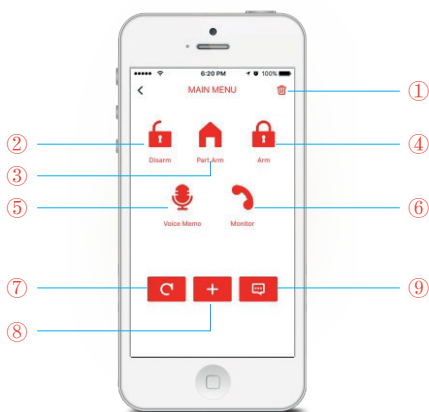 6:20 PM 100%
MAIN MENU
①
②
④
Disarm Part Arm Arm
③
⑤
⑥
Voice Memo Monitor
⑦
⑨
⑧